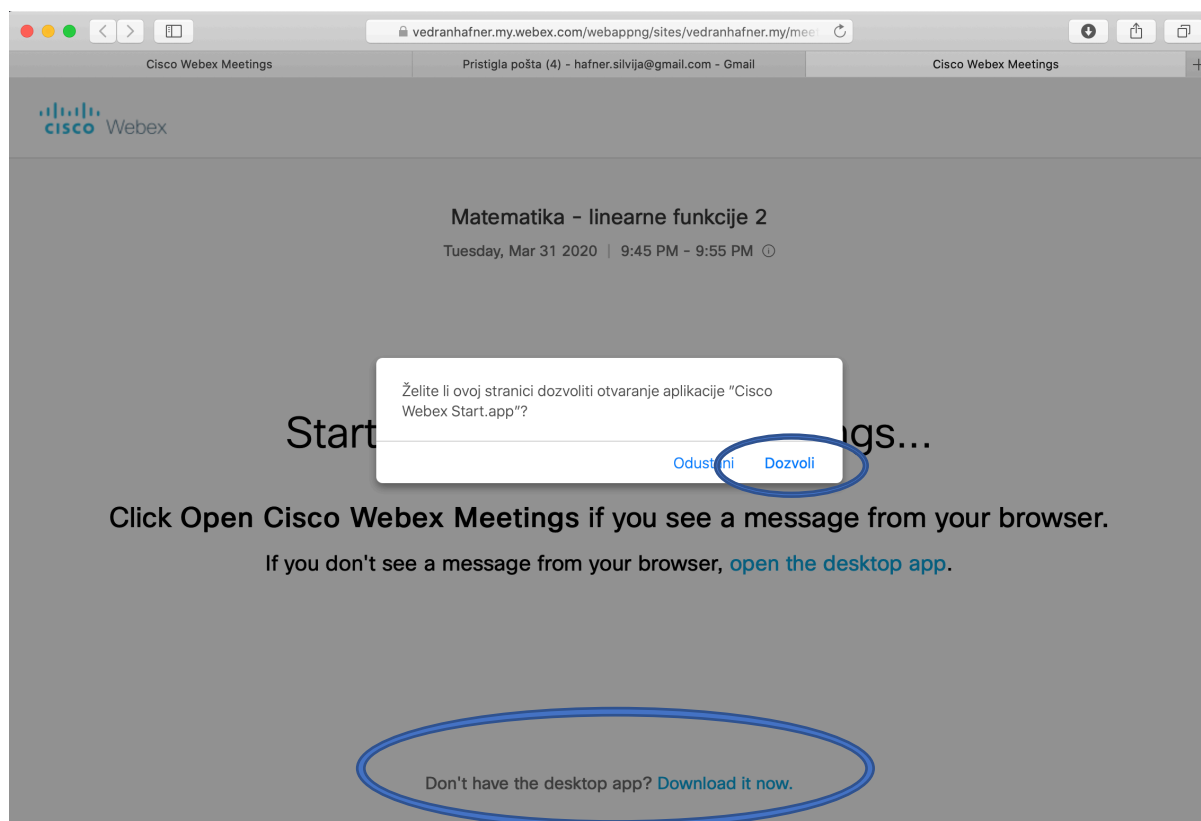 vedranhafner.my.webex.com/webappng/sites/vedranhafner.my/mee
Cisco Webex Meetings
Pristigla pošta (4) - hafner.silvija@gmail.com - Gmail
Cisco Webex Meetings
cisco Webex
Matematika - linearne funkcije 2
Tuesday, Mar 31 2020 | 9:45 PM - 9:55 PM
Želite li ovoj stranici dozvoliti otvaranje aplikacije "Cisco
Webex Start.app"?
Odustani Dozvoli
Start gs...
Click Open Cisco Webex Meetings if you see a message from your browser.
If you don't see a message from your browser, open the desktop app.
Don't have the desktop app? Download it now.